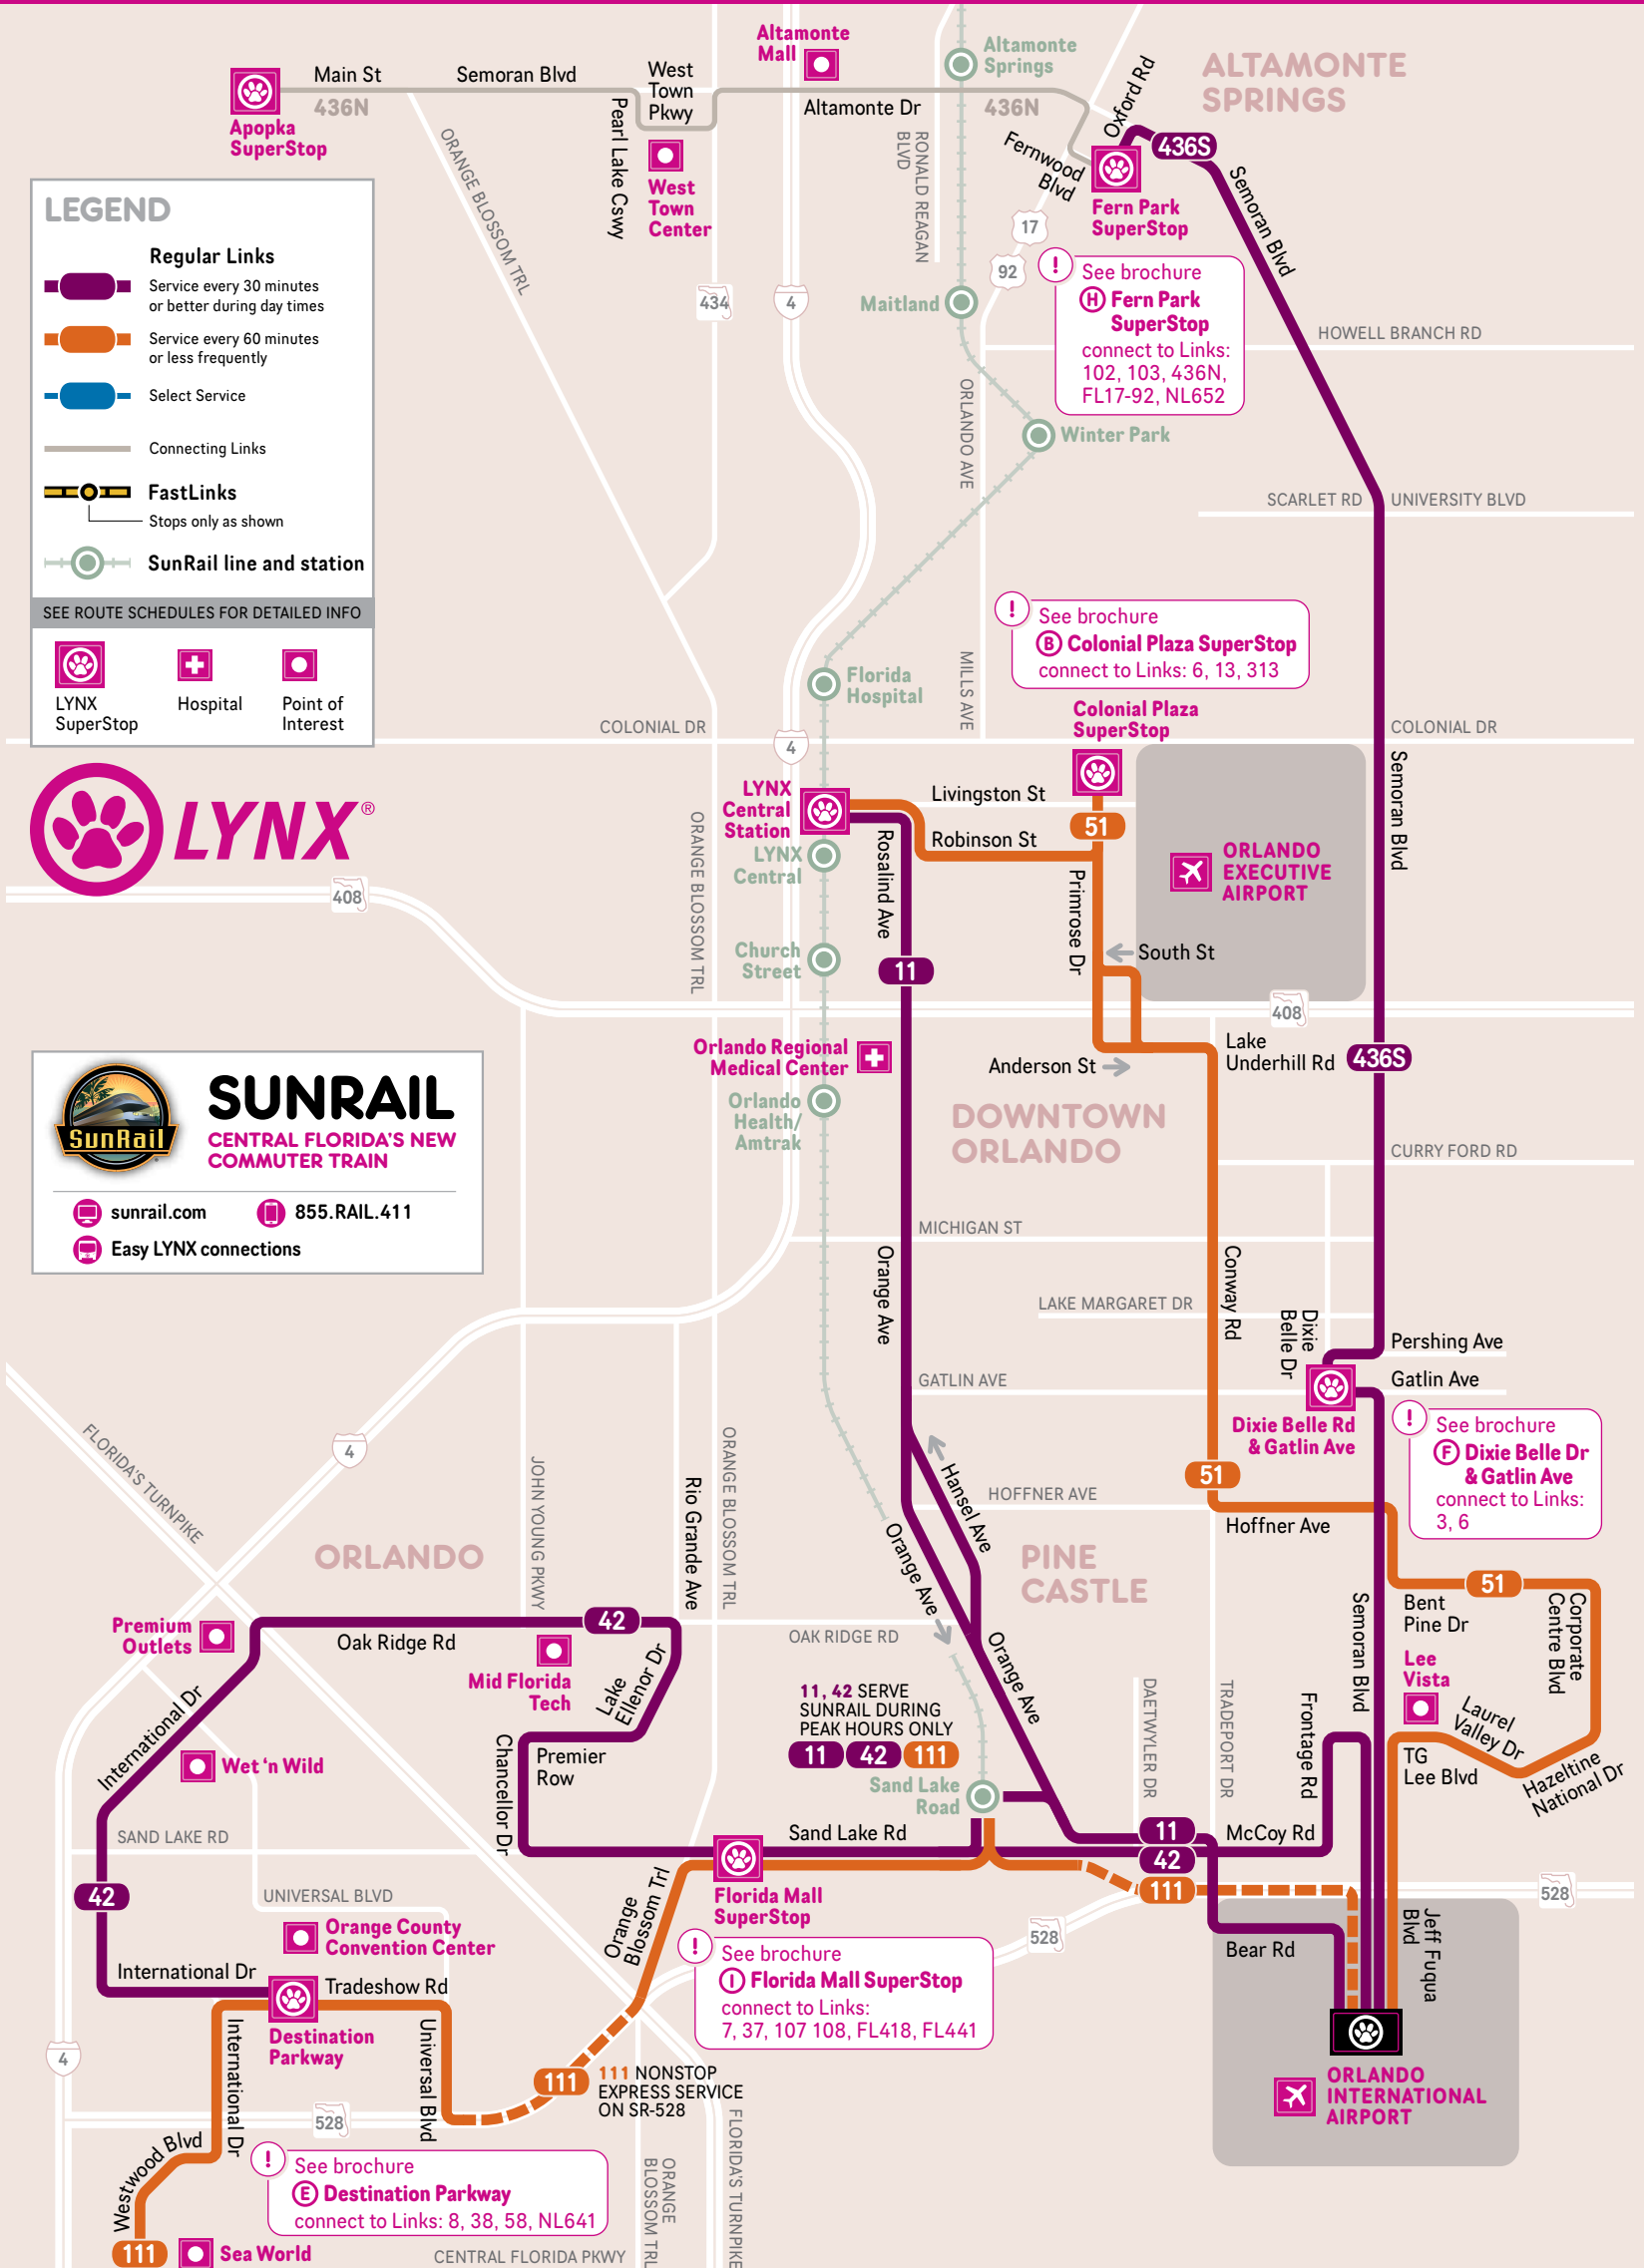 Altamonte
Mall
Altamonte
Springs
ALTAMONTE
SPRINGS
Main St
Semoran Blvd
West
Town
Pkwy
436N
Altamonte Dr
436N
Oxford Rd
Apopka
SuperStop
Pearl Lake Cswy
ORANGE BLOSSOM TRL
RONALD REAGAN
BLVD
Fernwood
Blvd
436S
Semoran Blvd
West
Town
Center
Fern Park
SuperStop
17
92
434
4
Maitland
See brochure
H Fern Park
SuperStop
connect to Links:
102, 103, 436N,
FL17-92, NL652
HOWELL BRANCH RD
ORLANDO AVE
Winter Park
SCARLET RD
UNIVERSITY BLVD
LEGEND
Regular Links
Service every 30 minutes
or better during day times
Service every 60 minutes
or less frequently
Select Service
Connecting Links
FastLinks
Stops only as shown
SunRail line and station
SEE ROUTE SCHEDULES FOR DETAILED INFO
LYNX
SuperStop
Hospital
Point of
Interest
LYNX®
See brochure
B Colonial Plaza SuperStop
connect to Links: 6, 13, 313
Florida
Hospital
MILLS AVE
Colonial Plaza
SuperStop
COLONIAL DR
4
COLONIAL DR
LYNX
Central
Station
LYNX
Central
Livingston St
Robinson St
51
Rosalind Ave
Primrose Dr
ORLANDO
EXECUTIVE
AIRPORT
Semoran Blvd
408
ORANGE BLOSSOM TRL
Church
Street
11
South St
408
Orlando Regional
Medical Center
Anderson St
Lake
Underhill Rd
436S
Orlando
Health/
Amtrak
DOWNTOWN
ORLANDO
CURRY FORD RD
SunRail
SUNRAIL
CENTRAL FLORIDA'S NEW
COMMUTER TRAIN
sunrail.com
855.RAIL.411
Easy LYNX connections
MICHIGAN ST
Orange Ave
Conway Rd
LAKE MARGARET DR
Dixie
Belle Dr
Pershing Ave
GATLIN AVE
Gatlin Ave
Dixie Belle Rd
& Gatlin Ave
See brochure
F Dixie Belle Dr
& Gatlin Ave
connect to Links:
3, 6
FLORIDA'S TURNPIKE
4
JOHN YOUNG PKWY
Rio Grande Ave
ORANGE BLOSSOM TRL
Hansel Ave
Orange Ave
HOFFNER AVE
51
Hoffner Ave
ORLANDO
PINE
CASTLE
51
Bent
Pine Dr
Corporate
Centre Blvd
Semoran Blvd
Premium
Outlets
Oak Ridge Rd
42
OAK RIDGE RD
Mid Florida
Tech
Lake
Ellenor Dr
Orange Ave
Lee
Vista
Laurel
Valley Dr
Hazeltine
National Dr
TG
Lee Blvd
Frontage Rd
DAETWYLER DR
TRADEPORT DR
International Dr
Wet 'n Wild
Chancellor Dr
Premier
Row
11, 42 SERVE
SUNRAIL DURING
PEAK HOURS ONLY
11
42
111
Sand Lake
Road
SAND LAKE RD
Sand Lake Rd
11
42
111
McCoy Rd
42
UNIVERSAL BLVD
Orange County
Convention Center
Orange
Blossom Trl
Florida Mall
SuperStop
528
528
Bear Rd
Jeff Fuqua
Blvd
See brochure
I Florida Mall SuperStop
connect to Links:
7, 37, 107 108, FL418, FL441
International Dr
Tradeshow Rd
Destination
Parkway
International Dr
Universal Blvd
4
111
111 NONSTOP
EXPRESS SERVICE
ON SR-528
ORLANDO
INTERNATIONAL
AIRPORT
528
Westwood Blvd
See brochure
E Destination Parkway
connect to Links: 8, 38, 58, NL641
ORANGE
BLOSSOM TRL
FLORIDA'S TURNPIKE
111
Sea World
CENTRAL FLORIDA PKWY